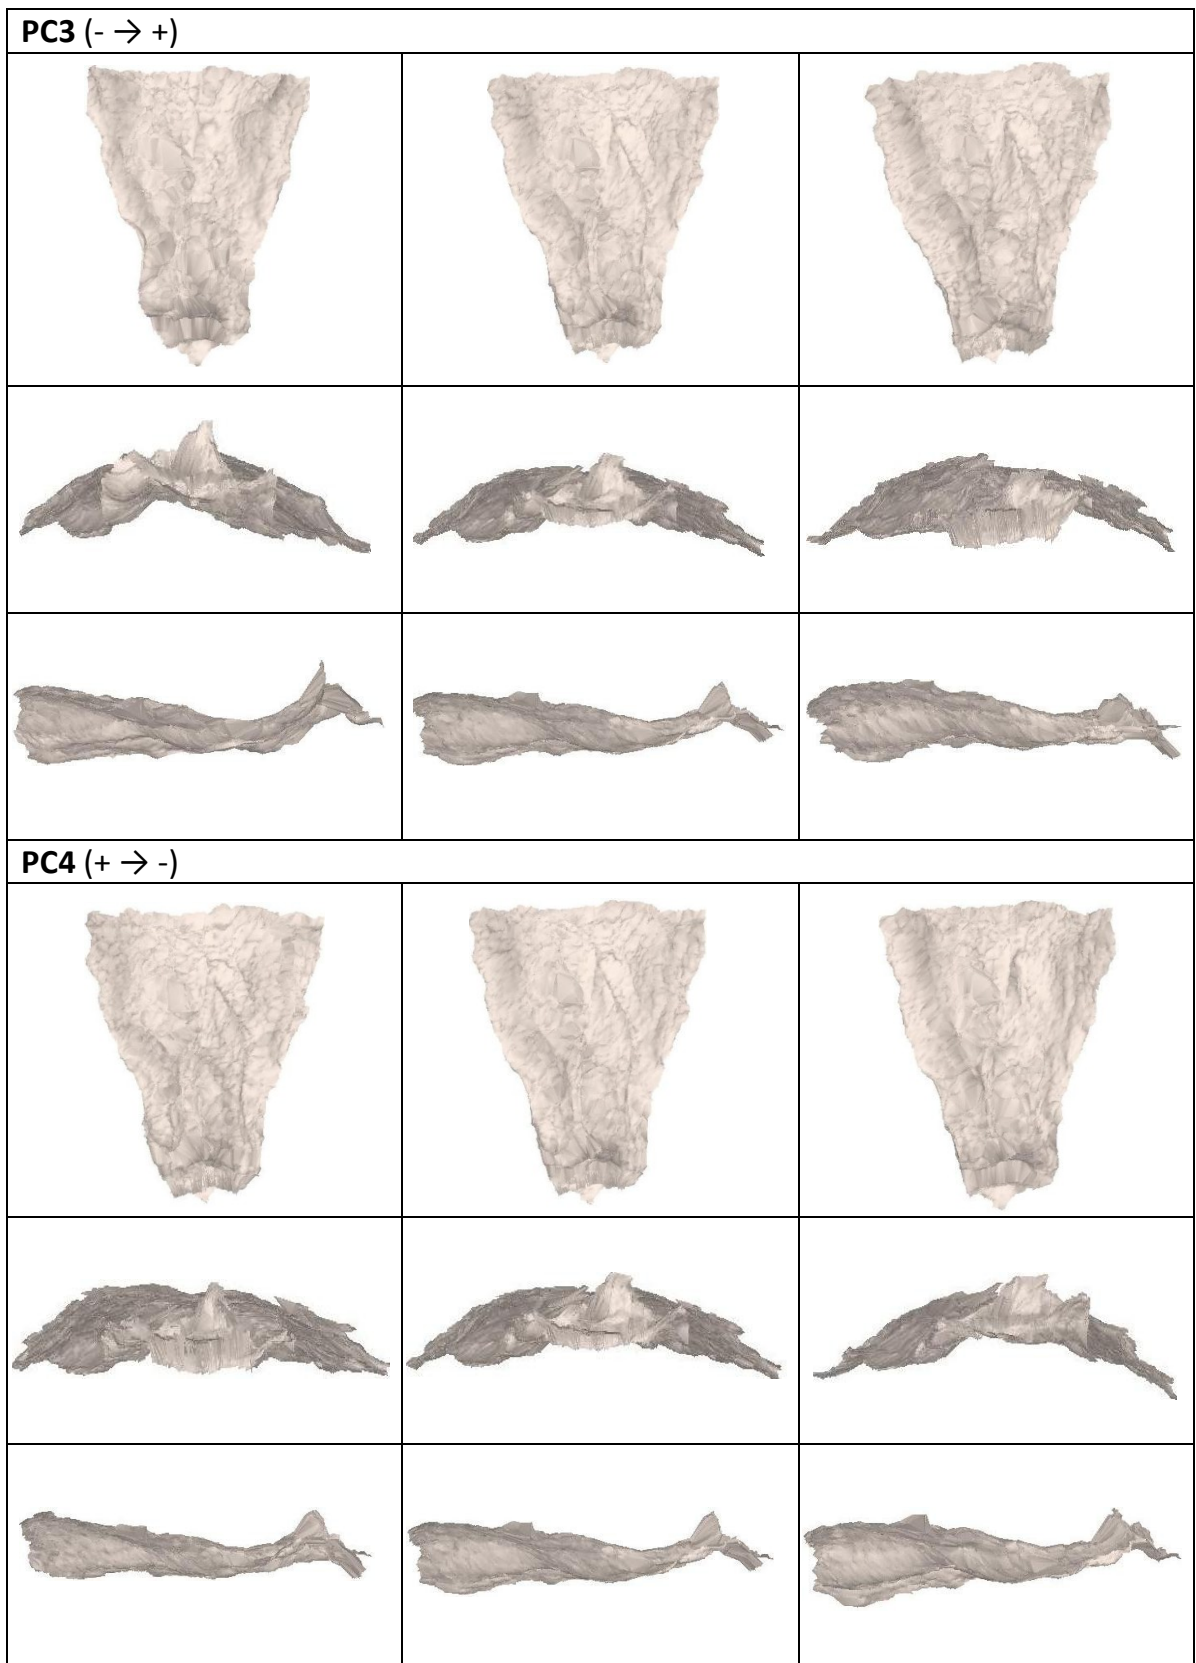 PC3 (- → +)
PC4 (+ → -)